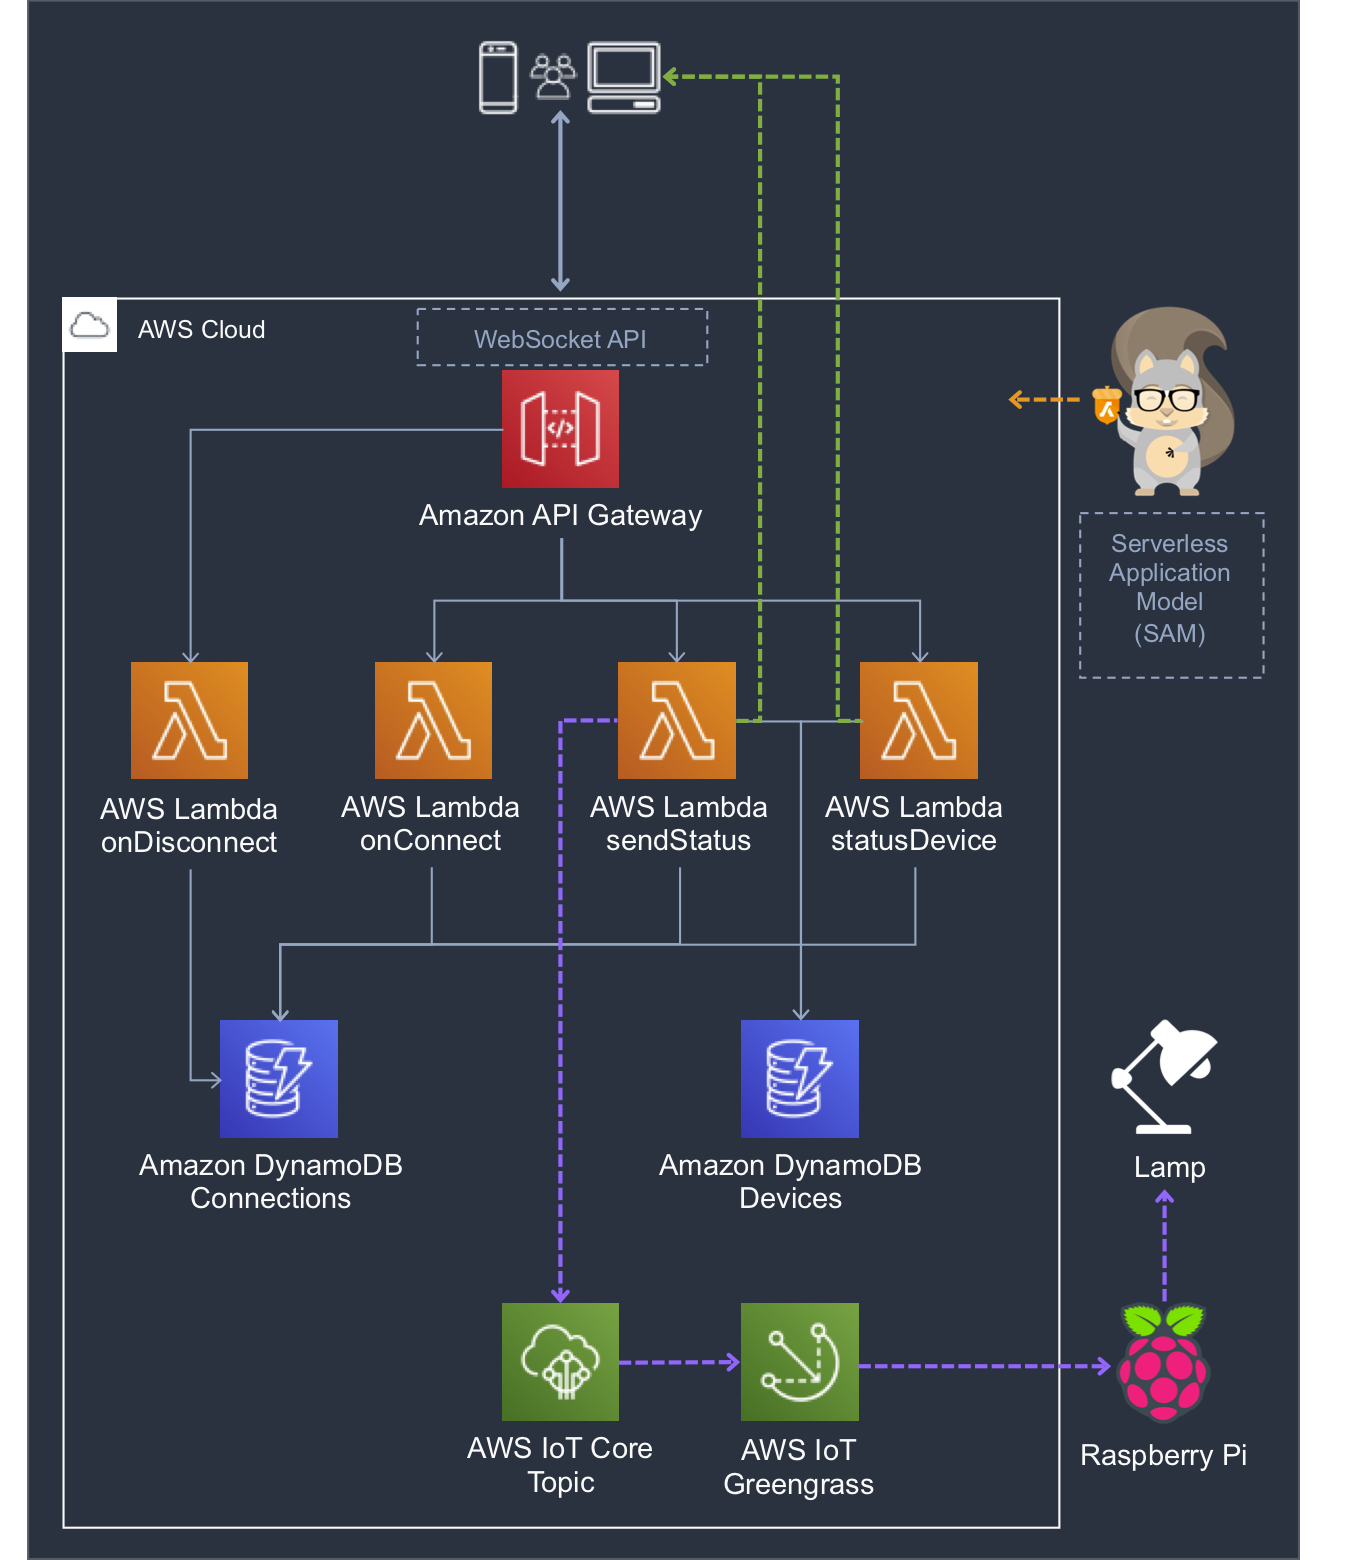 AWS Cloud
WebSocket API
Amazon API Gateway
Serverless
Application
Model
(SAM)
AWS Lambda
onDisconnect
AWS Lambda
onConnect
AWS Lambda
sendStatus
AWS Lambda
statusDevice
Amazon DynamoDB
Connections
Amazon DynamoDB
Devices
Lamp
AWS IoT Core
Topic
AWS IoT
Greengrass
Raspberry Pi